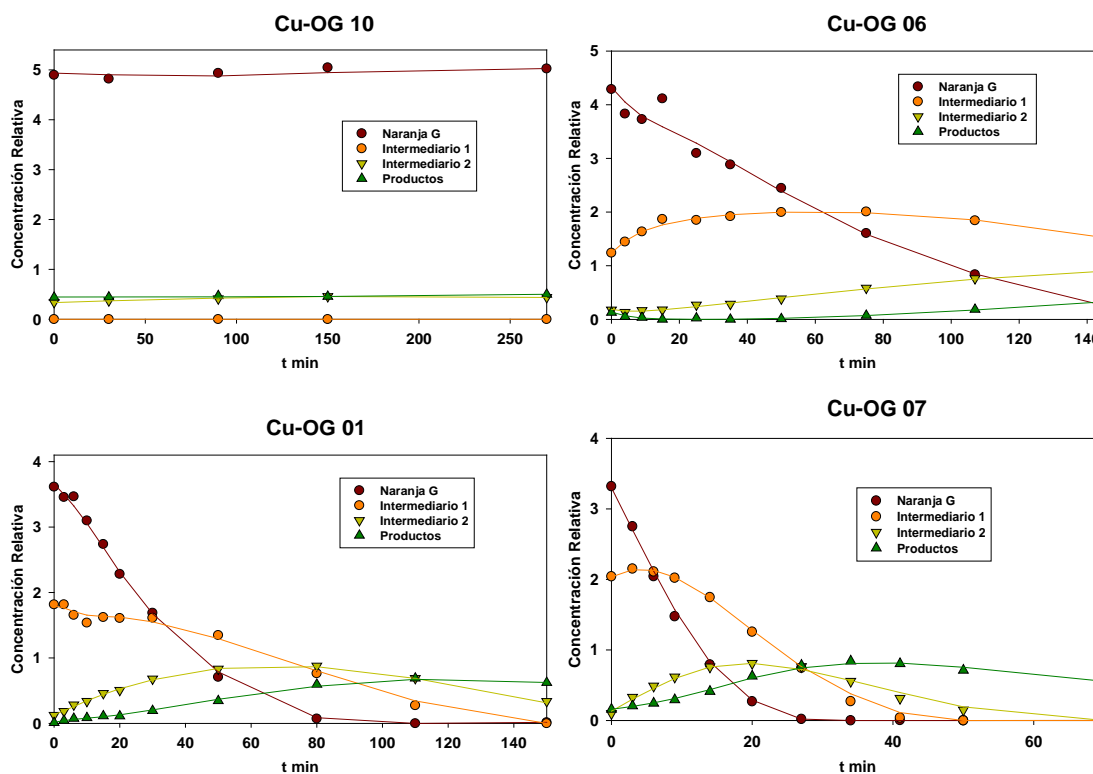 Cu-OG 10
Concentración Relativa
5
4
3
2
1
0
Naranja G
Intermediario 1
Intermediario 2
Productos
0 50 100 150 200 250
t min
Cu-OG 06
Concentración Relativa
5
4
3
2
1
0
Naranja G
Intermediario 1
Intermediario 2
Productos
0 20 40 60 80 100 120 140
t min
Cu-OG 01
Concentración Relativa
4
3
2
1
0
Naranja G
Intermediario 1
Intermediario 2
Productos
0 20 40 60 80 100 120 140
t min
Cu-OG 07
Concentración Relativa
4
3
2
1
0
Naranja G
Intermediario 1
Intermediario 2
Productos
0 20 40 60
t min